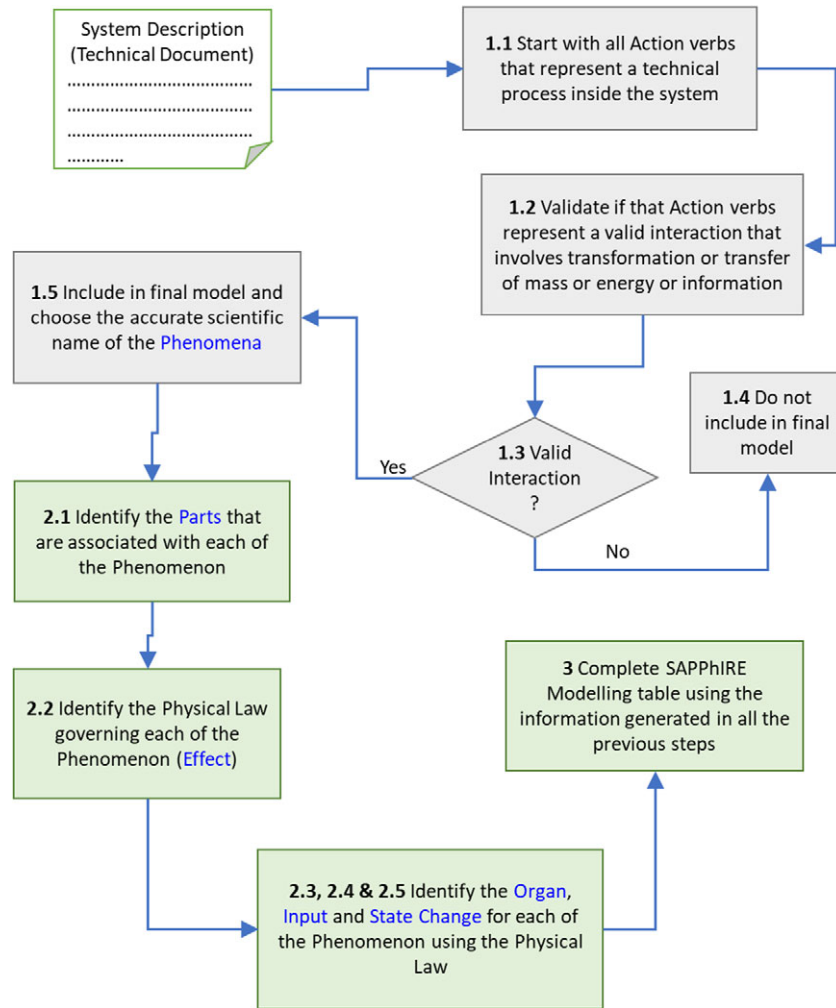 System Description
(Technical Document)
........................................
........................................
........................................
............
1.1 Start with all Action verbs
that represent a technical
process inside the system
1.2 Validate if that Action verbs
represent a valid interaction that
involves transformation or transfer
of mass or energy or information
1.5 Include in final model and
choose the accurate scientific
name of the Phenomena
1.4 Do not
include in final
model
1.3 Valid
Interaction
?
Yes
No
2.1 Identify the Parts that
are associated with each of
the Phenomenon
2.2 Identify the Physical Law
governing each of the
Phenomenon (Effect)
3 Complete SAPPhIRE
Modelling table using the
information generated in all the
previous steps
2.3, 2.4 & 2.5 Identify the Organ,
Input and State Change for each of
the Phenomenon using the Physical
Law